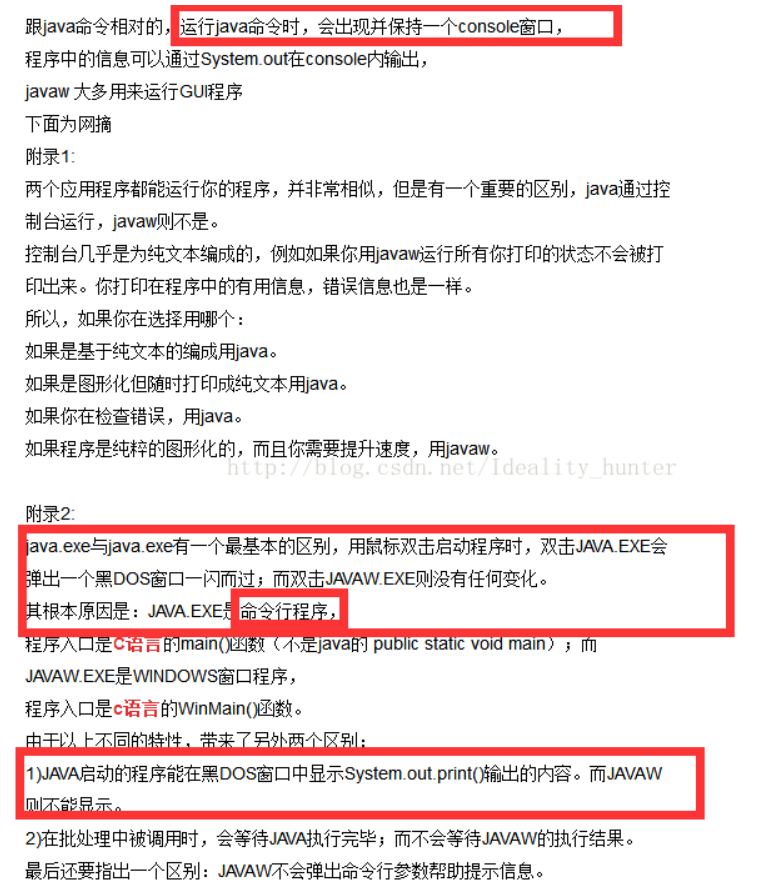 跟java命令相对的，运行java命令时，会出现并保持一个console窗口，
程序中的信息可以通过System.out在console内输出，
javaw 大多用来运行GUI程序
下面为网摘
附录1:
两个应用程序都能运行你的程序，并非常相似，但是有一个重要的区别，java通过控
制台运行，javaw则不是。
控制台几乎是为纯文本编成的，例如如果你用javaw运行所有你打印的状态不会被打
印出来。你打印在程序中的有用信息，错误信息也是一样。
所以，如果你在选择用哪个：
如果是基于纯文本的编成用java。
如果是图形化但随时打印成纯文本用java。
如果你在检查错误，用java。
如果程序是纯粹的图形化的，而且你需要提升速度，用javaw。
http://blog.csdn.net/Ideality_hunter
附录2:
java.exe与java.exe有一个最基本的区别，用鼠标双击启动程序时，双击JAVA.EXE会
弹出一个黑DOS窗口一闪而过；而双击JAVAW.EXE则没有任何变化。
其根本原因是：JAVA.EXE是命令行程序，
程序入口是C语言的main()函数（不是java的 public static void main）；而
JAVAW.EXE是WINDOWS窗口程序，
程序入口是c语言的WinMain()函数。
由于以上不同的特性，带来了另外两个区别：
1)JAVA启动的程序能在黑DOS窗口中显示System.out.print()输出的内容。而JAVAW
则不能显示。
2)在批处理中被调用时，会等待JAVA执行完毕；而不会等待JAVAW的执行结果。
最后还要指出一个区别：JAVAW不会弹出命令行参数帮助提示信息。